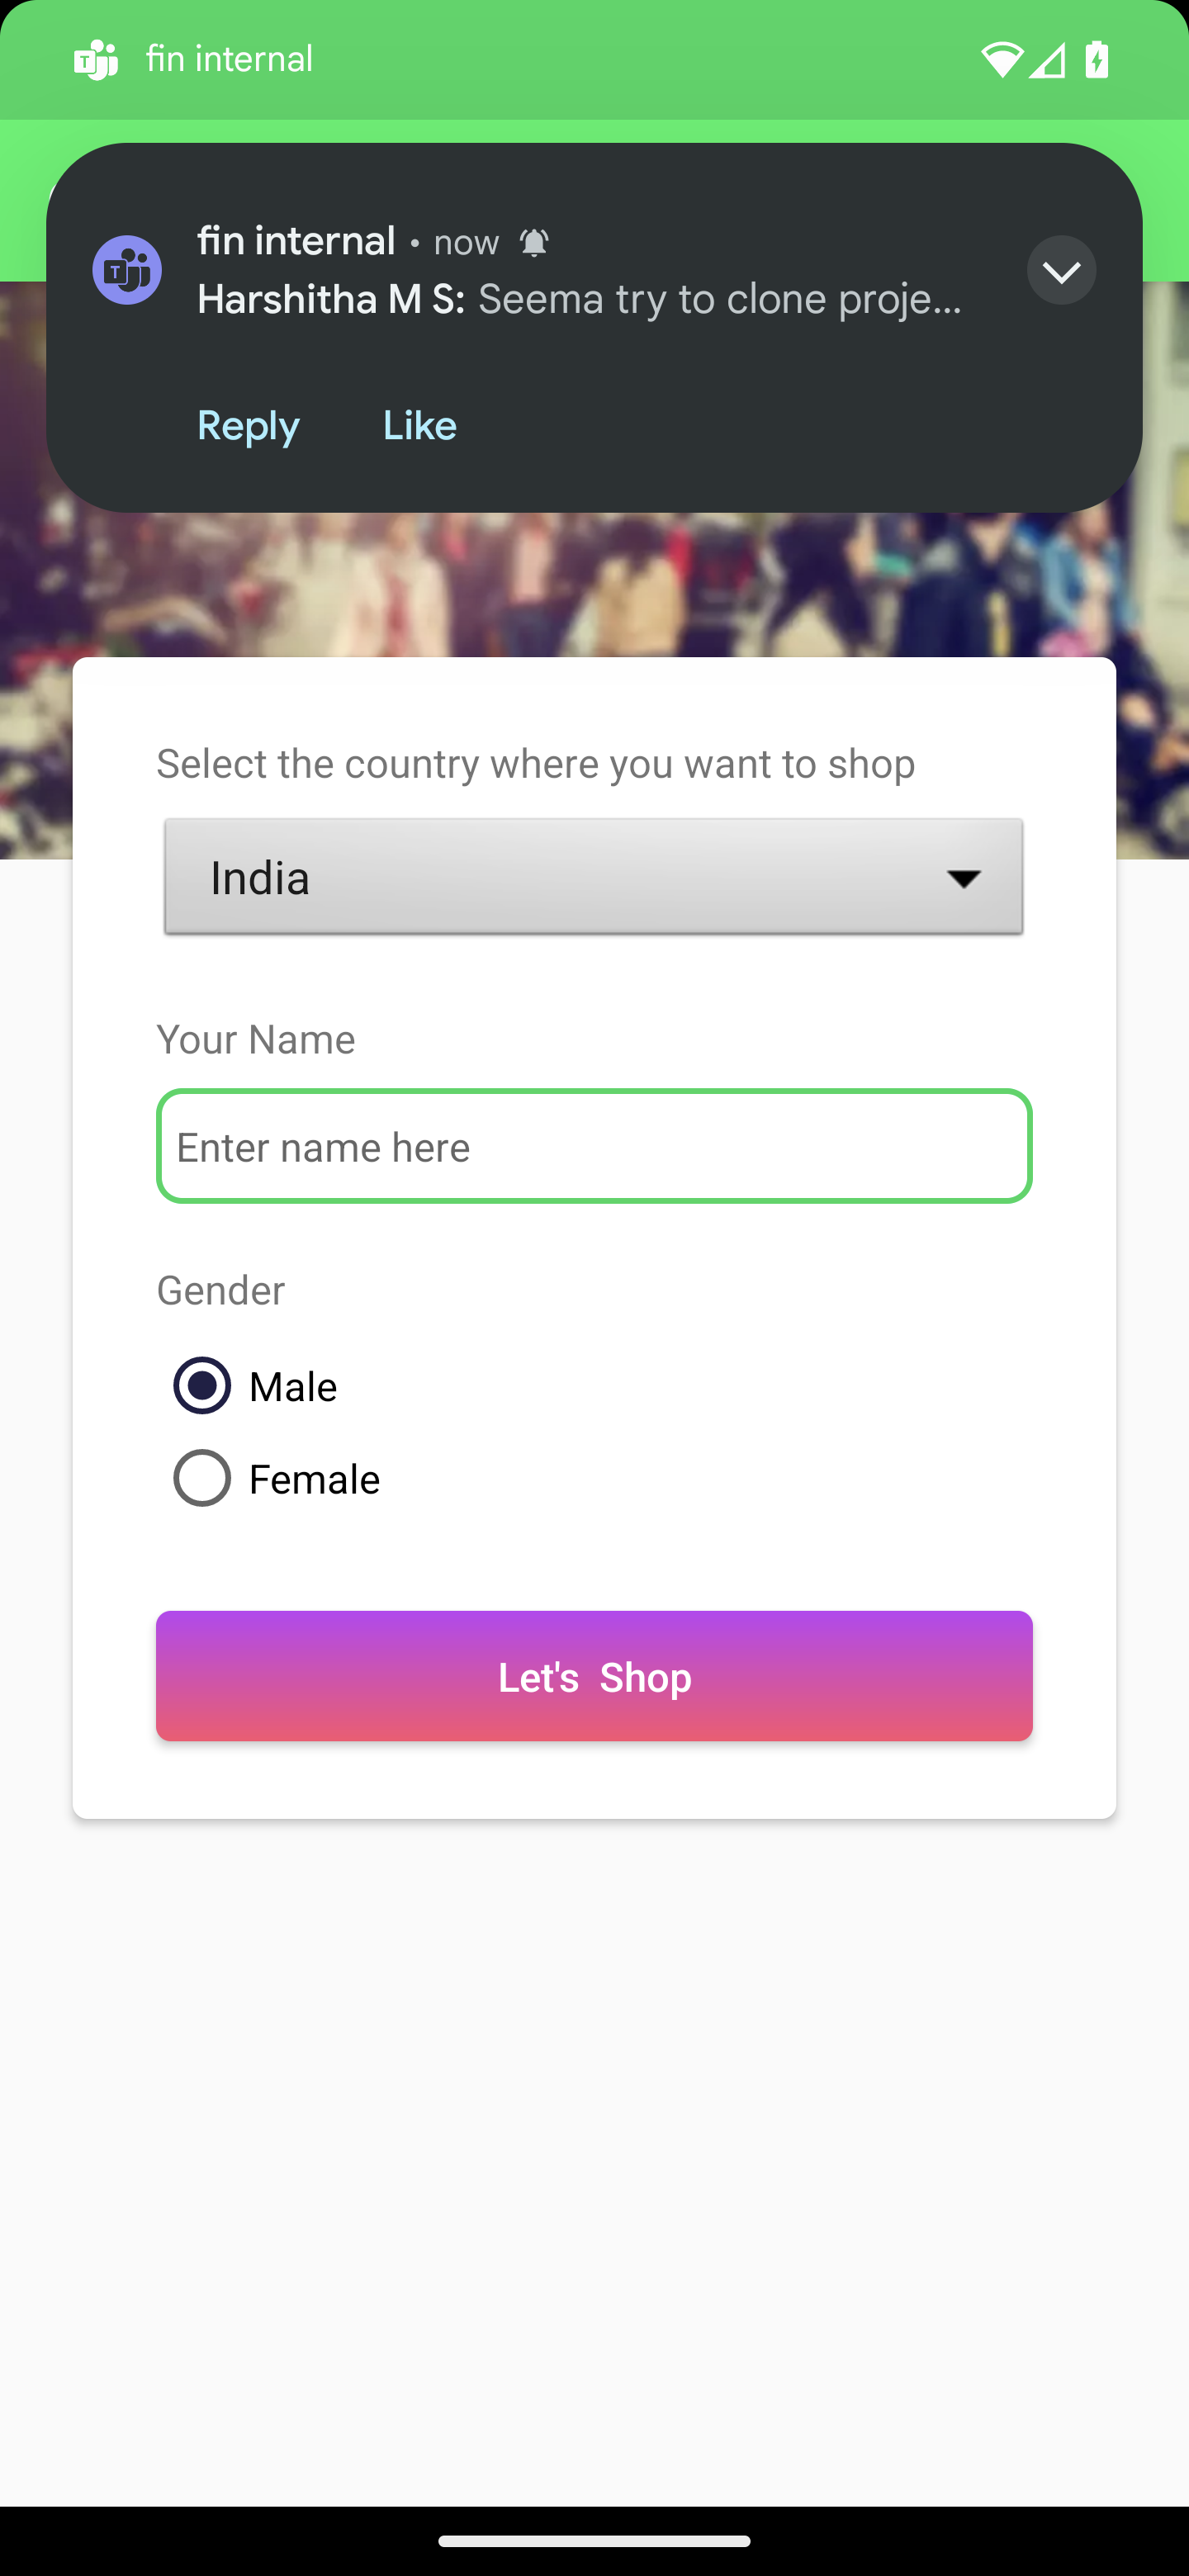 fin internal
fin internal • now
Harshitha M S: Seema try to clone proje...
Reply Like
Select the country where you want to shop
India
Your Name
Enter name here
Gender
Male
Female
Let's Shop